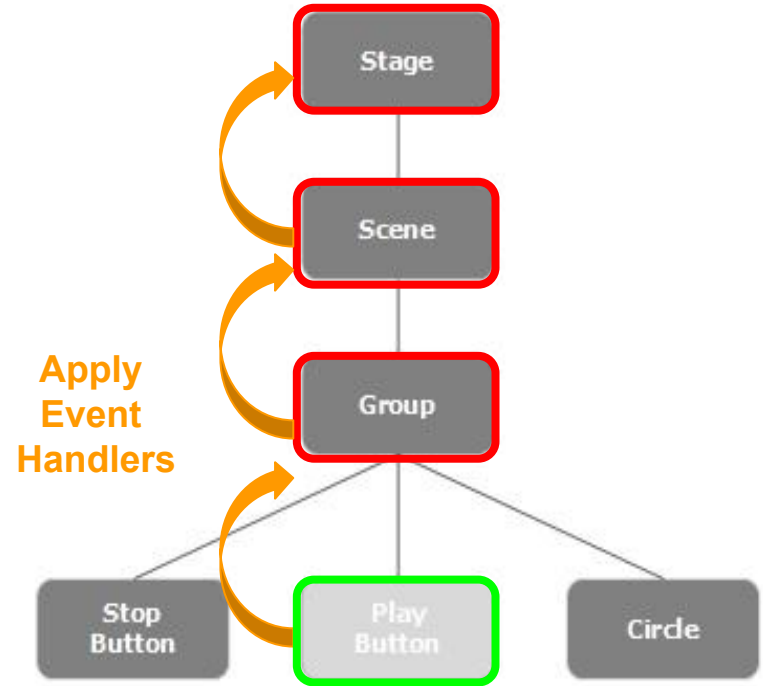 Stage
Scene
Apply
Event
Handlers
Group
Stop
Button
Play
Button
Circle